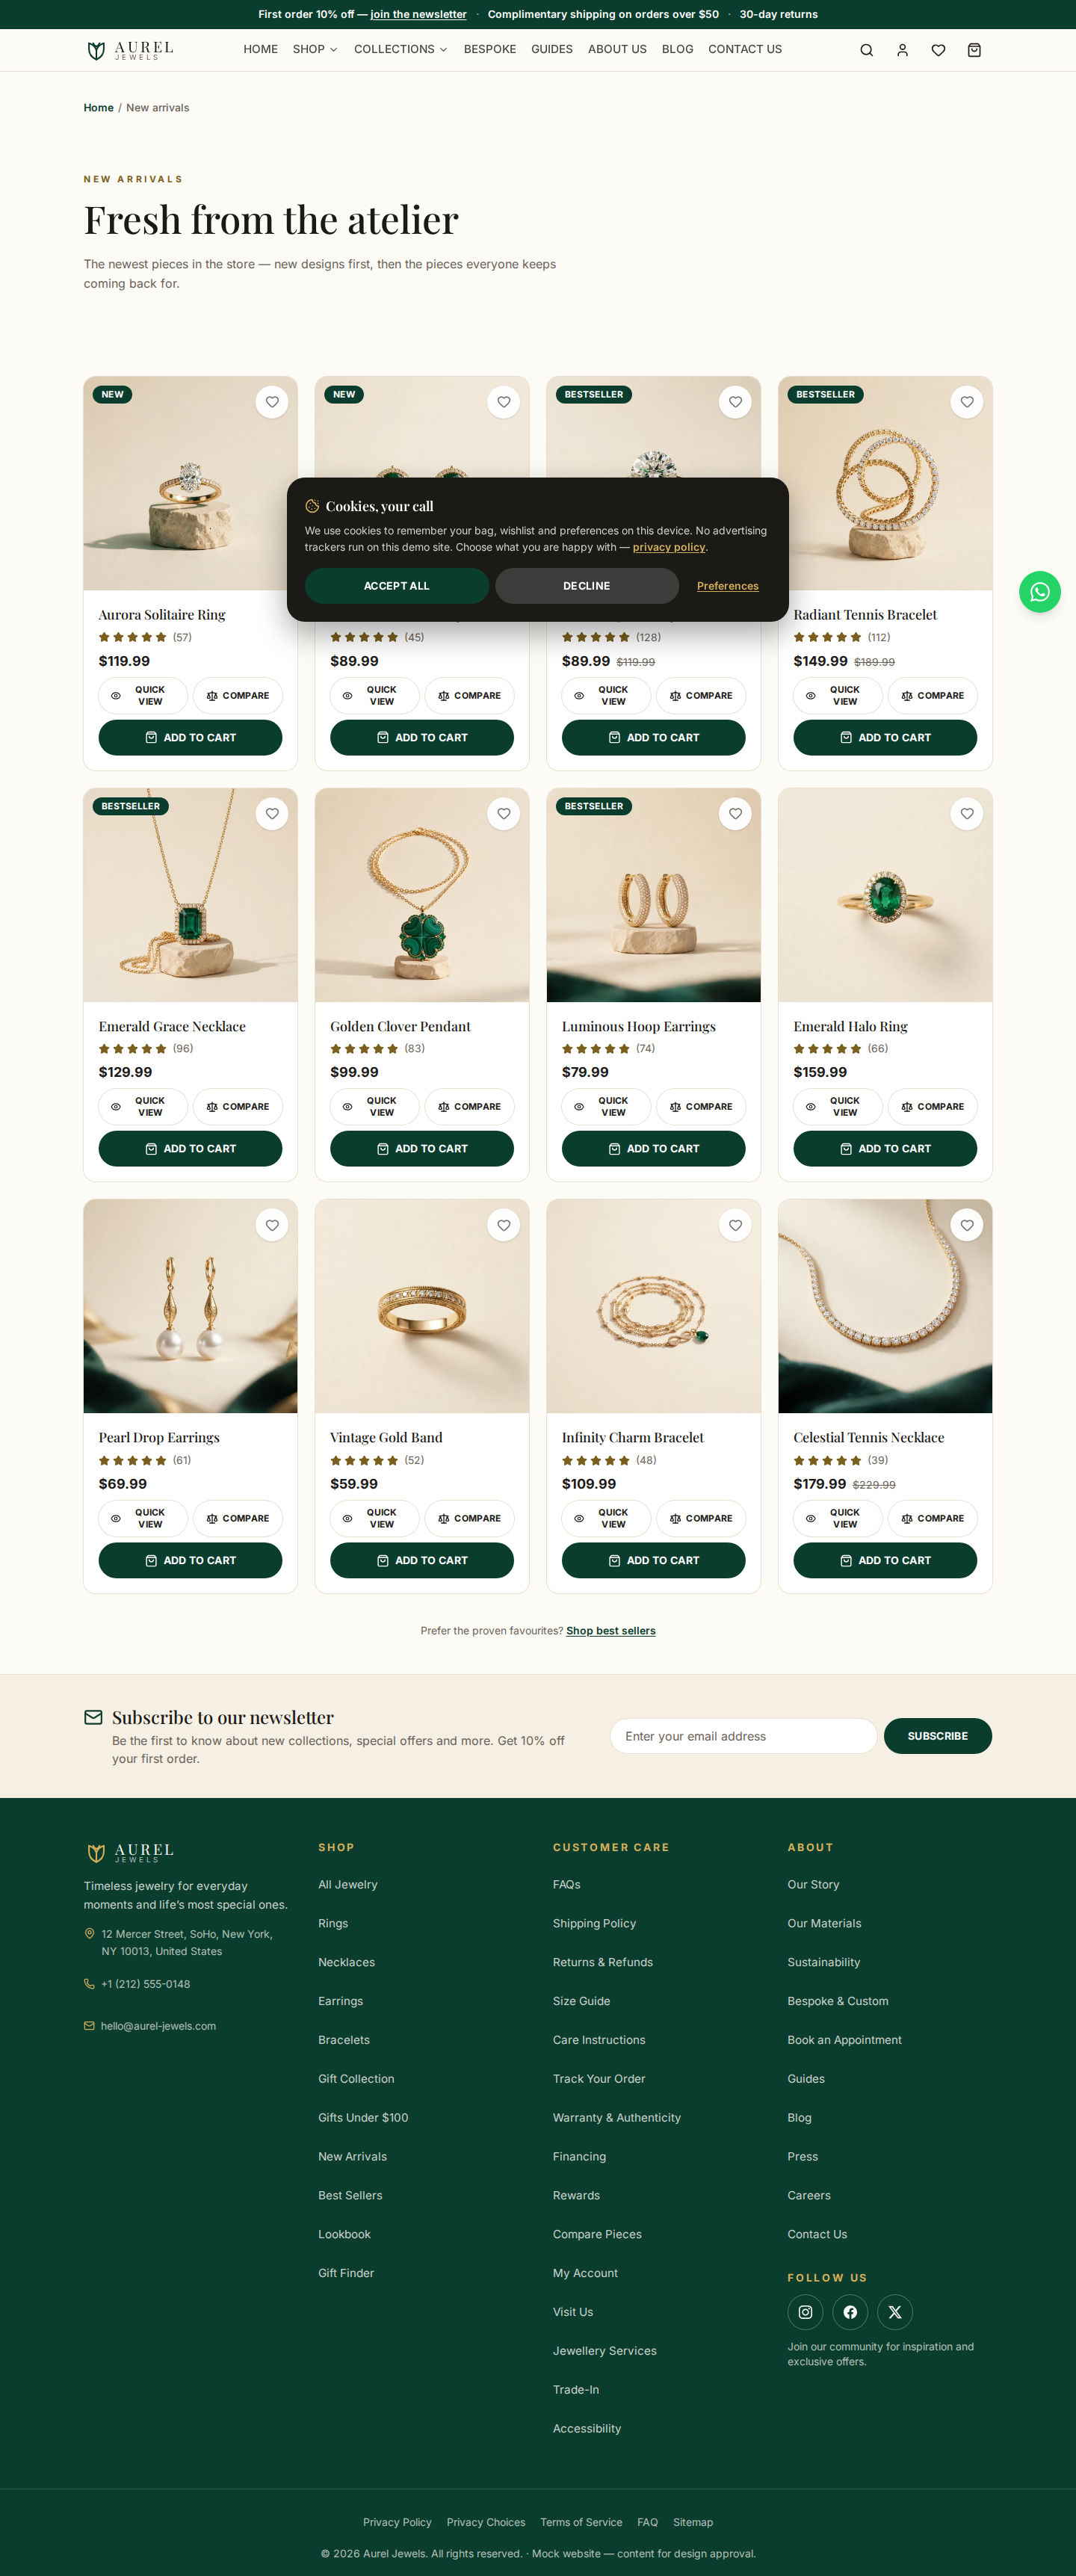 First order 10% off — join the newsletter · Complimentary shipping on orders over $50 · 30-day returns
AUREL
JEWELS
HOME SHOP COLLECTIONS BESPOKE GUIDES ABOUT US BLOG CONTACT US
Home / New arrivals
NEW ARRIVALS
Fresh from the atelier
The newest pieces in the store — new designs first, then the pieces everyone keeps
coming back for.
NEW NEW BESTSELLER BESTSELLER
Cookies, your call
We use cookies to remember your bag, wishlist and preferences on this device. No advertising
trackers run on this demo site. Choose what you are happy with — privacy policy.
ACCEPT ALL DECLINE Preferences
Aurora Solitaire Ring Radiant Tennis Bracelet
(57) (45) (128) (112)
$119.99 $89.99 $89.99 $119.99 $149.99 $189.99
QUICK VIEW COMPARE QUICK VIEW COMPARE QUICK VIEW COMPARE QUICK VIEW COMPARE
ADD TO CART ADD TO CART ADD TO CART ADD TO CART
BESTSELLER BESTSELLER
Emerald Grace Necklace Golden Clover Pendant Luminous Hoop Earrings Emerald Halo Ring
(96) (83) (74) (66)
$129.99 $99.99 $79.99 $159.99
QUICK VIEW COMPARE QUICK VIEW COMPARE QUICK VIEW COMPARE QUICK VIEW COMPARE
ADD TO CART ADD TO CART ADD TO CART ADD TO CART
Pearl Drop Earrings Vintage Gold Band Infinity Charm Bracelet Celestial Tennis Necklace
(61) (52) (48) (39)
$69.99 $59.99 $109.99 $179.99 $229.99
QUICK VIEW COMPARE QUICK VIEW COMPARE QUICK VIEW COMPARE QUICK VIEW COMPARE
ADD TO CART ADD TO CART ADD TO CART ADD TO CART
Prefer the proven favourites? Shop best sellers
Subscribe to our newsletter
Be the first to know about new collections, special offers and more. Get 10% off
your first order.
Enter your email address SUBSCRIBE
AUREL
JEWELS
Timeless jewelry for everyday
moments and life's most special ones.
12 Mercer Street, SoHo, New York,
NY 10013, United States
+1 (212) 555-0148
hello@aurel-jewels.com
SHOP
All Jewelry
Rings
Necklaces
Earrings
Bracelets
Gift Collection
Gifts Under $100
New Arrivals
Best Sellers
Lookbook
Gift Finder
CUSTOMER CARE
FAQs
Shipping Policy
Returns & Refunds
Size Guide
Care Instructions
Track Your Order
Warranty & Authenticity
Financing
Rewards
Compare Pieces
My Account
Visit Us
Jewellery Services
Trade-In
Accessibility
ABOUT
Our Story
Our Materials
Sustainability
Bespoke & Custom
Book an Appointment
Guides
Blog
Press
Careers
Contact Us
FOLLOW US
Join our community for inspiration and
exclusive offers.
Privacy Policy Privacy Choices Terms of Service FAQ Sitemap
© 2026 Aurel Jewels. All rights reserved. · Mock website — content for design approval.